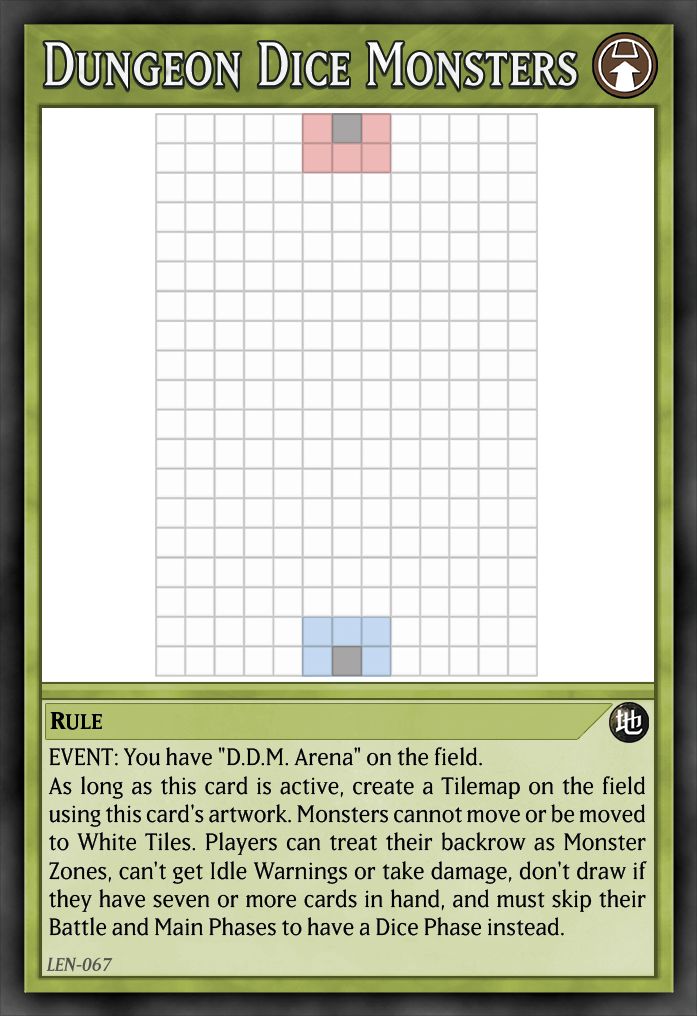 Dungeon Dice Monsters
Rule
EVENT: You have "D.D.M. Arena" on the field.
As long as this card is active, create a Tilemap on the field
using this card's artwork. Monsters cannot move or be moved
to White Tiles. Players can treat their backrow as Monster
Zones, can't get Idle Warnings or take damage, don't draw if
they have seven or more cards in hand, and must skip their
Battle and Main Phases to have a Dice Phase instead.
LEN-067